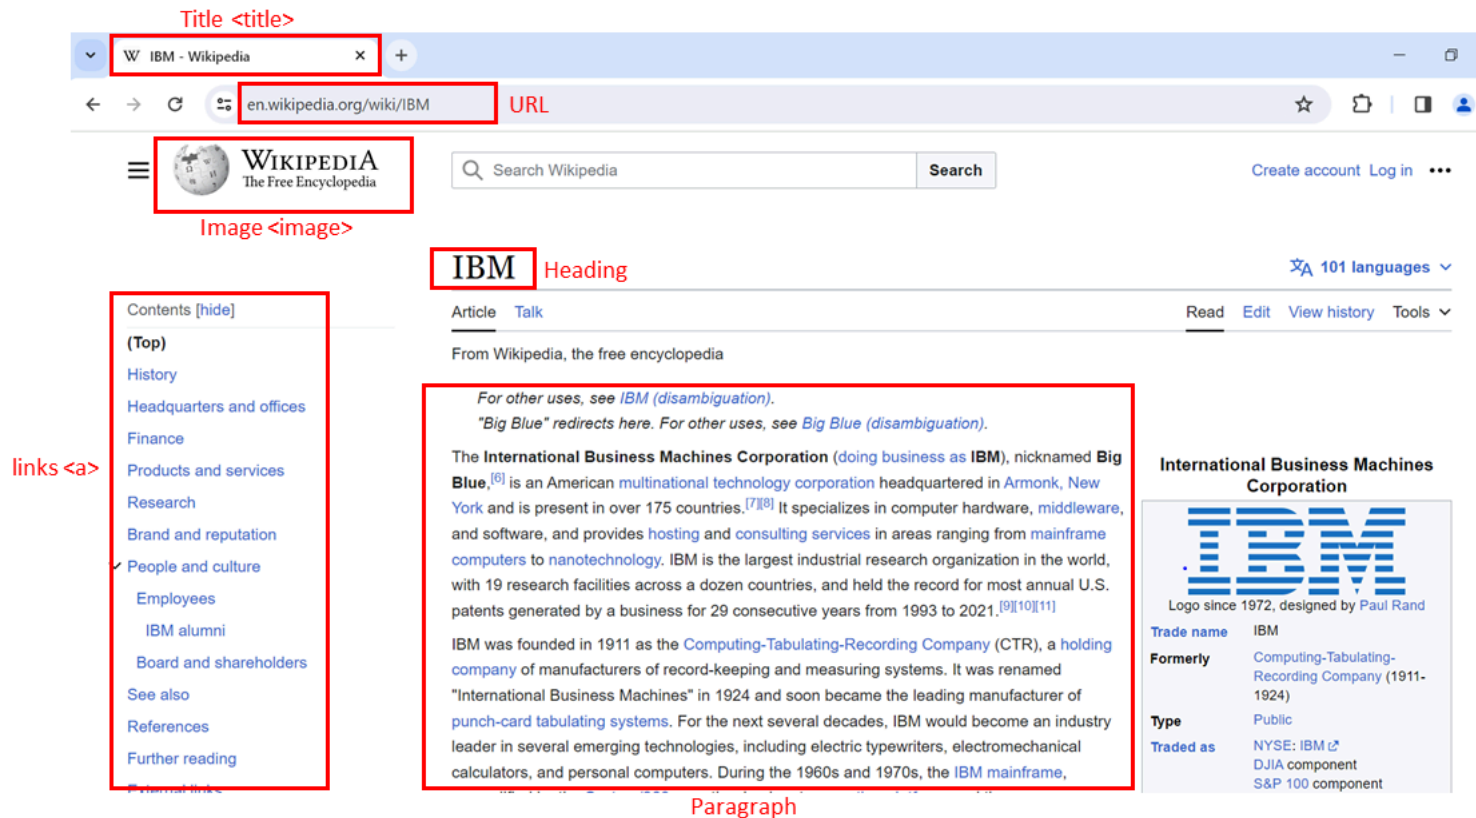 Title <title>
IBM - Wikipedia
en.wikipedia.org/wiki/IBM
URL
WIKIPEDIA
The Free Encyclopedia
Search Wikipedia
Search
Create account Log in
Image <image>
IBM
Heading
101 languages
Contents [hide]
(Top)
History
Headquarters and offices
Finance
Products and services
Research
Brand and reputation
People and culture
Employees
IBM alumni
Board and shareholders
See also
References
Further reading
External links
links <a>
Article Talk
Read Edit View history Tools
From Wikipedia, the free encyclopedia
For other uses, see IBM (disambiguation).
"Big Blue" redirects here. For other uses, see Big Blue (disambiguation).
The International Business Machines Corporation (doing business as IBM), nicknamed Big
Blue,[6] is an American multinational technology corporation headquartered in Armonk, New
York and is present in over 175 countries.[7][8] It specializes in computer hardware, middleware,
and software, and provides hosting and consulting services in areas ranging from mainframe
computers to nanotechnology. IBM is the largest industrial research organization in the world,
with 19 research facilities across a dozen countries, and held the record for most annual U.S.
patents generated by a business for 29 consecutive years from 1993 to 2021.[9][10][11]
IBM was founded in 1911 as the Computing-Tabulating-Recording Company (CTR), a holding
company of manufacturers of record-keeping and measuring systems. It was renamed
"International Business Machines" in 1924 and soon became the leading manufacturer of
punch-card tabulating systems. For the next several decades, IBM would become an industry
leader in several emerging technologies, including electric typewriters, electromechanical
calculators, and personal computers. During the 1960s and 1970s, the IBM mainframe,
Paragraph
International Business Machines
Corporation
IBM
Logo since 1972, designed by Paul Rand
Trade name IBM
Formerly Computing-Tabulating-
Recording Company (1911-
1924)
Type Public
Traded as NYSE: IBM
DJIA component
S&P 100 component